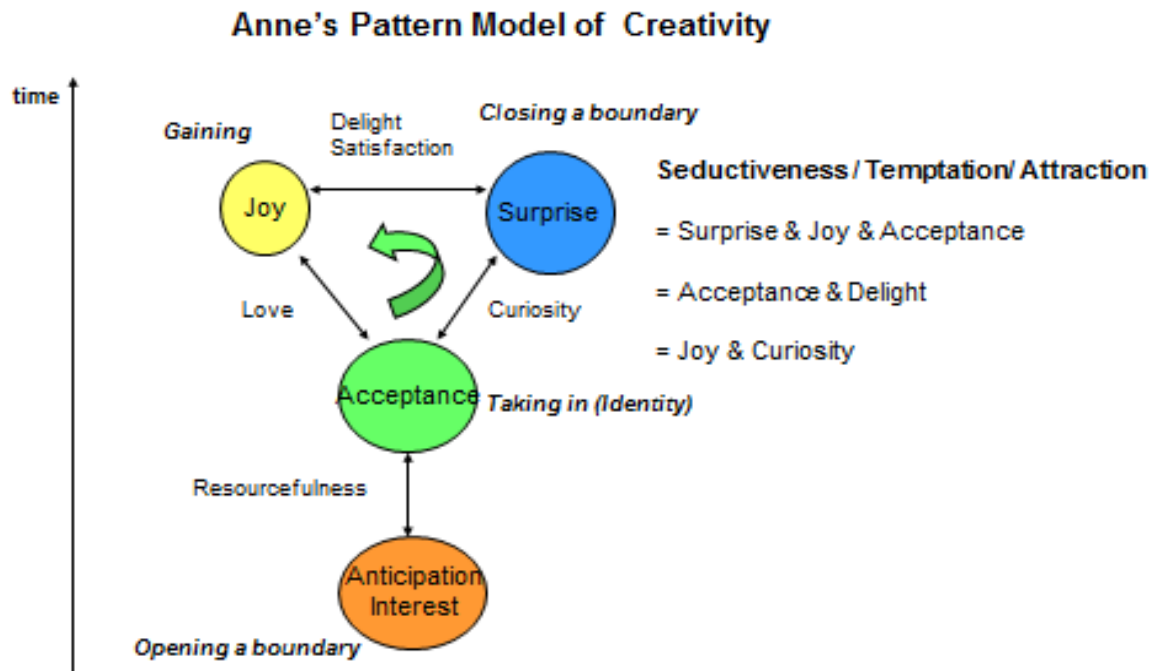 Anne's Pattern Model of Creativity
time
Gaining
Delight
Satisfaction
Closing a boundary
Joy
Surprise
Seductiveness / Temptation/ Attraction
= Surprise & Joy & Acceptance
= Acceptance & Delight
= Joy & Curiosity
Love
Curiosity
Acceptance
Taking in (Identity)
Resourcefulness
Anticipation
Interest
Opening a boundary